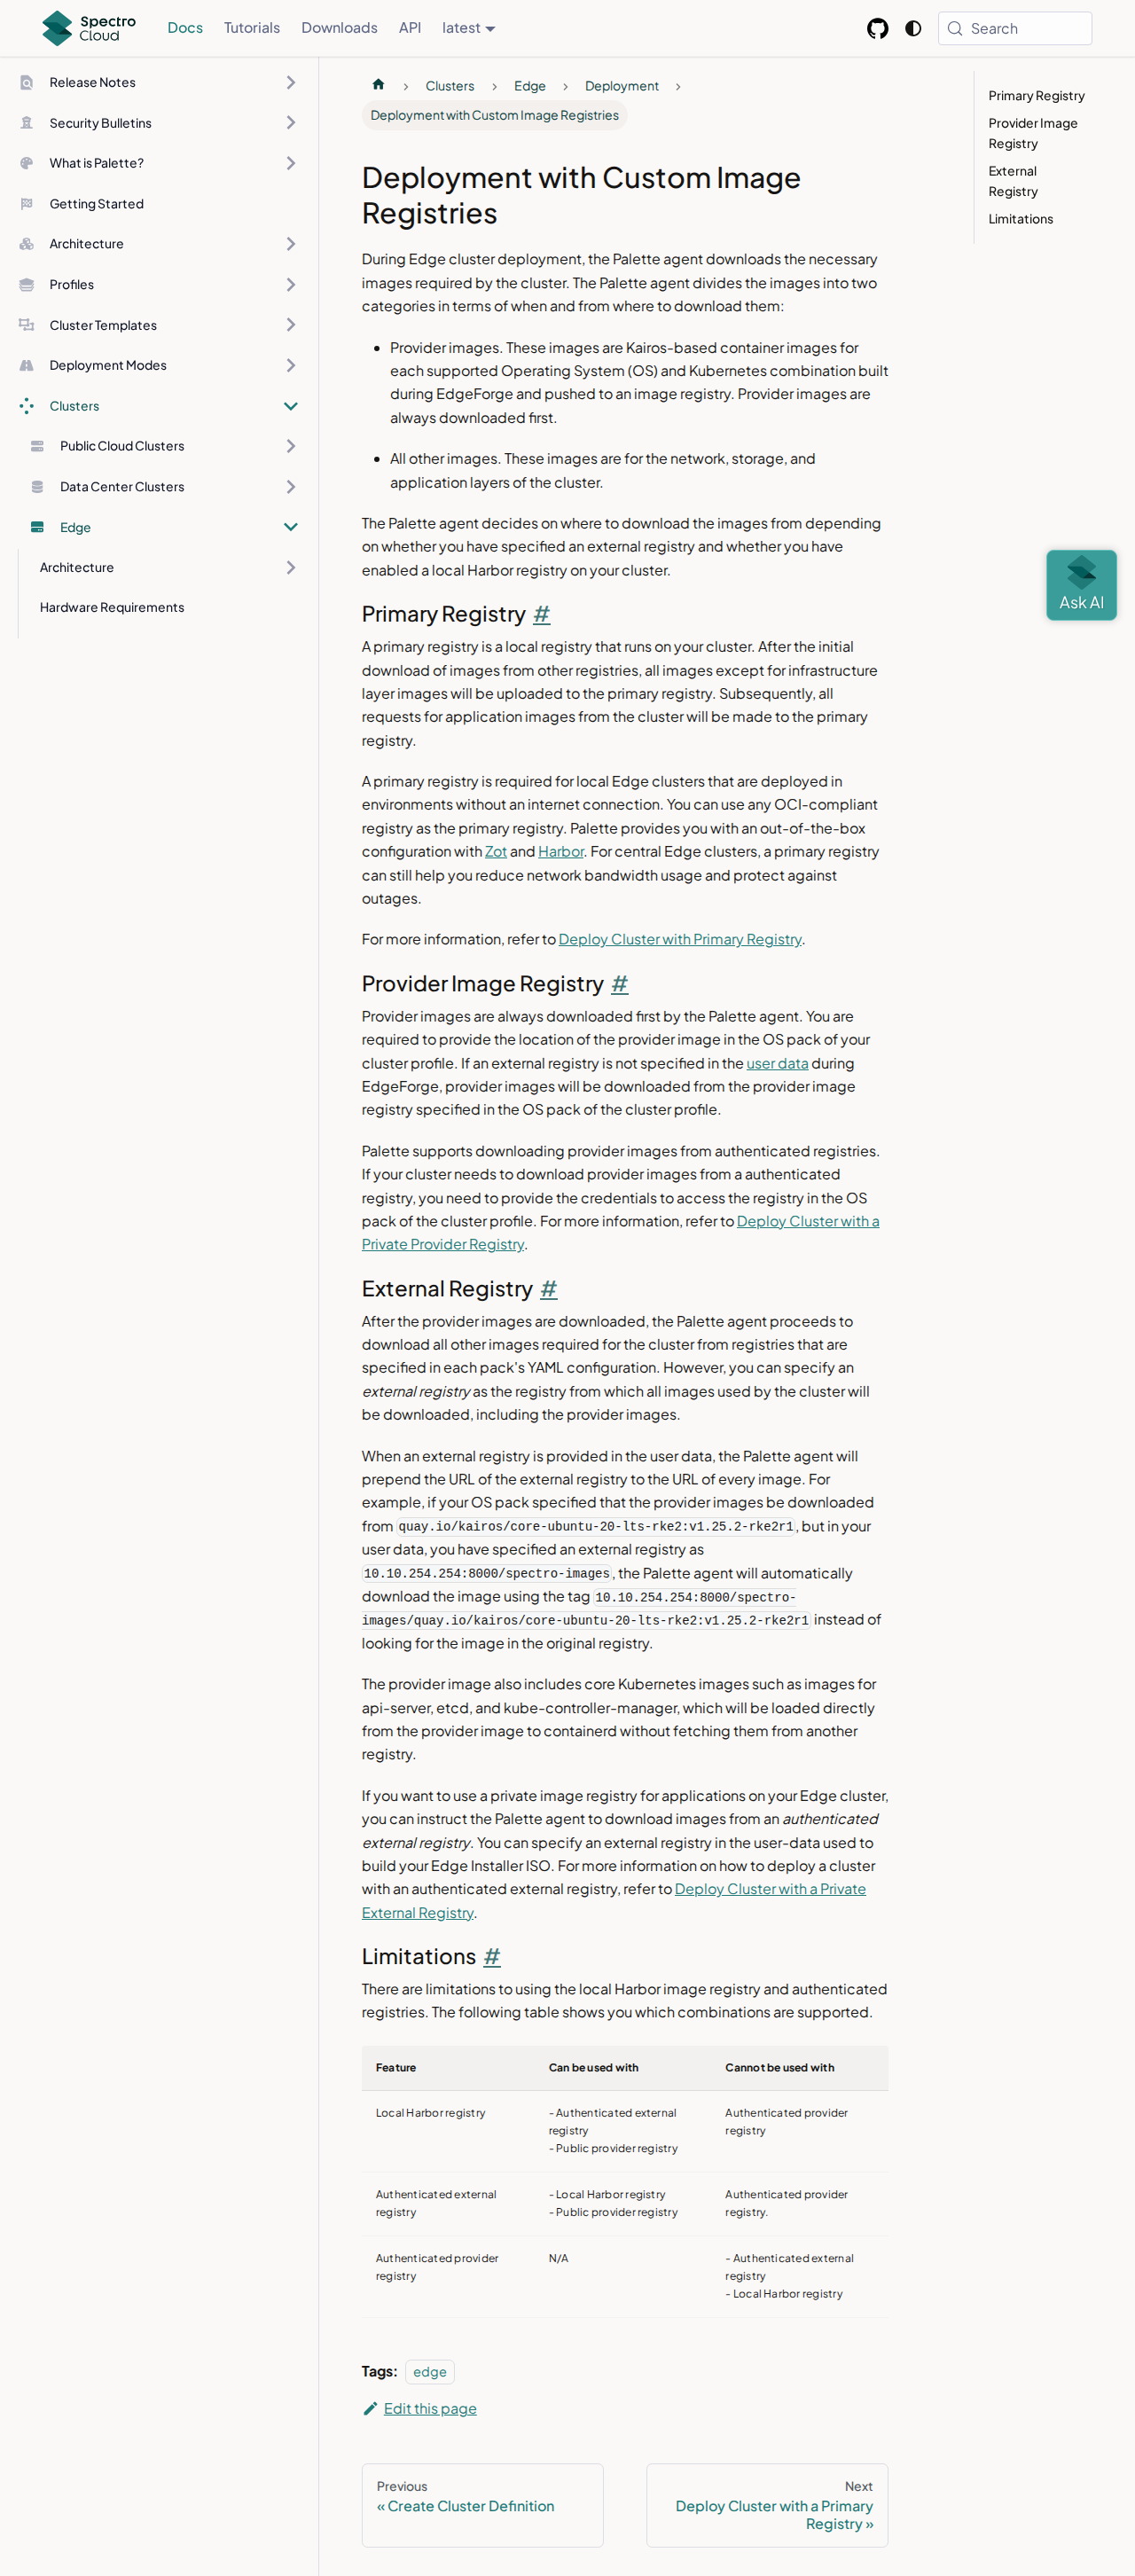 Spectro
Cloud
Docs
Tutorials
Downloads
API
latest
Search
Release Notes
Security Bulletins
What is Palette?
Getting Started
Architecture
Profiles
Cluster Templates
Deployment Modes
Clusters
Public Cloud Clusters
Data Center Clusters
Edge
Architecture
Hardware Requirements
Clusters
Edge
Deployment
Deployment with Custom Image Registries
Deployment with Custom Image
Registries
During Edge cluster deployment, the Palette agent downloads the necessary
images required by the cluster. The Palette agent divides the images into two
categories in terms of when and from where to download them:
Provider images. These images are Kairos-based container images for
each supported Operating System (OS) and Kubernetes combination built
during EdgeForge and pushed to an image registry. Provider images are
always downloaded first.
All other images. These images are for the network, storage, and
application layers of the cluster.
The Palette agent decides on where to download the images from depending
on whether you have specified an external registry and whether you have
enabled a local Harbor registry on your cluster.
Primary Registry #
A primary registry is a local registry that runs on your cluster. After the initial
download of images from other registries, all images except for infrastructure
layer images will be uploaded to the primary registry. Subsequently, all
requests for application images from the cluster will be made to the primary
registry.
A primary registry is required for local Edge clusters that are deployed in
environments without an internet connection. You can use any OCI-compliant
registry as the primary registry. Palette provides you with an out-of-the-box
configuration with Zot and Harbor. For central Edge clusters, a primary registry
can still help you reduce network bandwidth usage and protect against
outages.
For more information, refer to Deploy Cluster with Primary Registry.
Provider Image Registry #
Provider images are always downloaded first by the Palette agent. You are
required to provide the location of the provider image in the OS pack of your
cluster profile. If an external registry is not specified in the user data during
EdgeForge, provider images will be downloaded from the provider image
registry specified in the OS pack of the cluster profile.
Palette supports downloading provider images from authenticated registries.
If your cluster needs to download provider images from a authenticated
registry, you need to provide the credentials to access the registry in the OS
pack of the cluster profile. For more information, refer to Deploy Cluster with a
Private Provider Registry.
External Registry #
After the provider images are downloaded, the Palette agent proceeds to
download all other images required for the cluster from registries that are
specified in each pack's YAML configuration. However, you can specify an
external registry as the registry from which all images used by the cluster will
be downloaded, including the provider images.
When an external registry is provided in the user data, the Palette agent will
prepend the URL of the external registry to the URL of every image. For
example, if your OS pack specified that the provider images be downloaded
from quay.io/kairos/core-ubuntu-20-lts-rke2:v1.25.2-rke2r1, but in your
user data, you have specified an external registry as
10.10.254.254:8000/spectro-images, the Palette agent will automatically
download the image using the tag 10.10.254.254:8000/spectro-
images/quay.io/kairos/core-ubuntu-20-lts-rke2:v1.25.2-rke2r1 instead of
looking for the image in the original registry.
The provider image also includes core Kubernetes images such as images for
api-server, etcd, and kube-controller-manager, which will be loaded directly
from the provider image to containerd without fetching them from another
registry.
If you want to use a private image registry for applications on your Edge cluster,
you can instruct the Palette agent to download images from an authenticated
external registry. You can specify an external registry in the user-data used to
build your Edge Installer ISO. For more information on how to deploy a cluster
with an authenticated external registry, refer to Deploy Cluster with a Private
External Registry.
Limitations #
There are limitations to using the local Harbor image registry and authenticated
registries. The following table shows you which combinations are supported.
Feature
Can be used with
Cannot be used with
Local Harbor registry
- Authenticated external
registry
- Public provider registry
Authenticated provider
registry
Authenticated external
registry
- Local Harbor registry
- Public provider registry
Authenticated provider
registry.
Authenticated provider
registry
N/A
- Authenticated external
registry
- Local Harbor registry
Tags: edge
Edit this page
Previous
« Create Cluster Definition
Next
Deploy Cluster with a Primary
Registry »
Primary Registry
Provider Image
Registry
External
Registry
Limitations
Ask AI